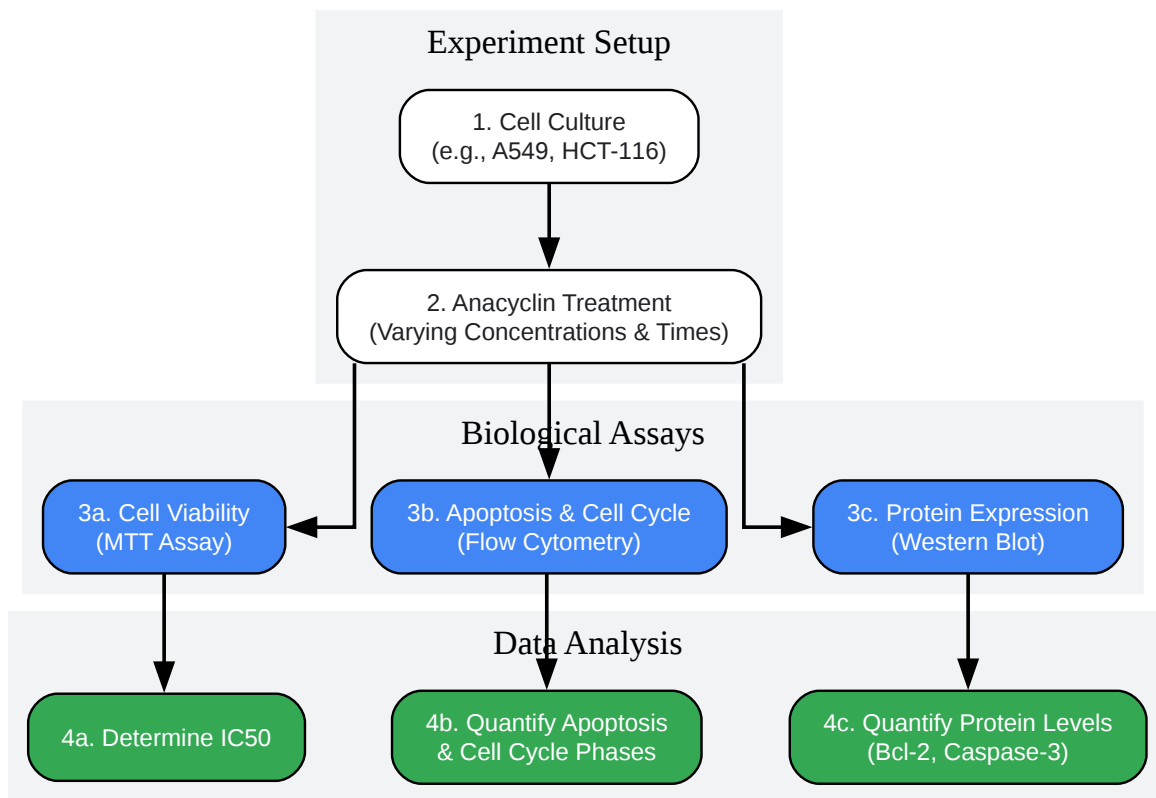 Experiment Setup
1. Cell Culture
(e.g., A549, HCT-116)
2. Anacyclin Treatment
(Varying Concentrations & Times)
Biological Assays
3a. Cell Viability
(MTT Assay)
3b. Apoptosis & Cell Cycle
(Flow Cytometry)
3c. Protein Expression
(Western Blot)
Data Analysis
4a. Determine IC50
4b. Quantify Apoptosis
& Cell Cycle Phases
4c. Quantify Protein Levels
(Bcl-2, Caspase-3)